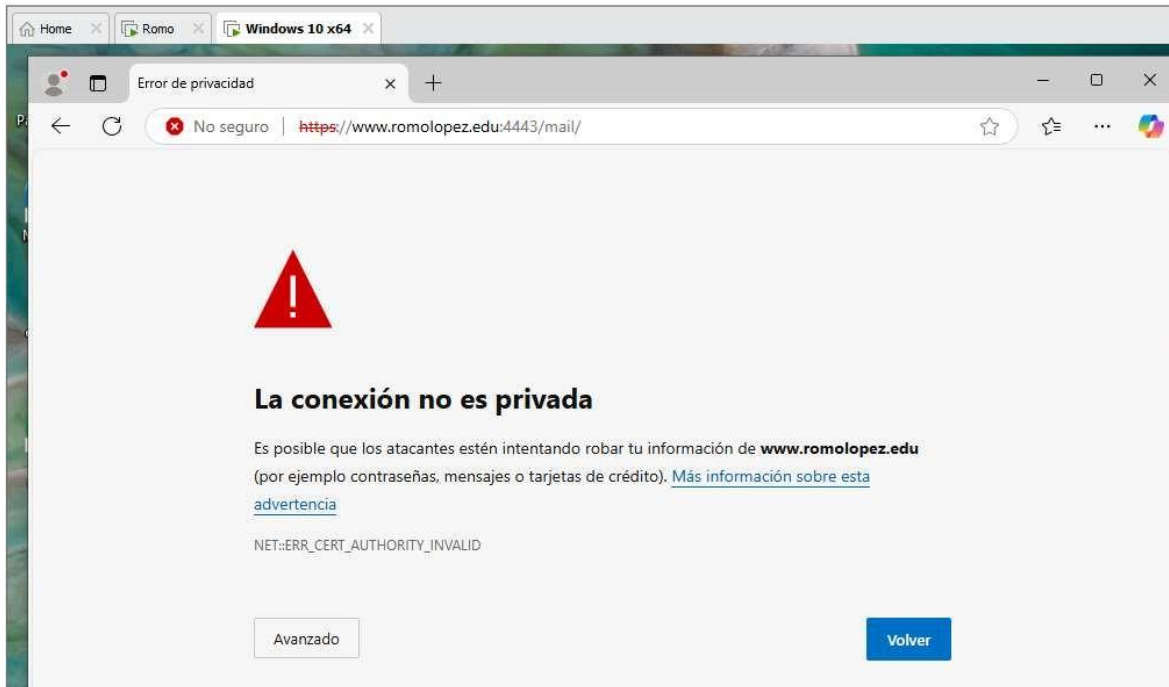 Home
Romo
Windows 10 x64
Error de privacidad
No seguro
https://www.romolopez.edu:4443/mail/
La conexión no es privada
Es posible que los atacantes estén intentando robar tu información de www.romolopez.edu
(por ejemplo contraseñas, mensajes o tarjetas de crédito). Más información sobre esta
advertencia
NET::ERR_CERT_AUTHORITY_INVALID
Avanzado
Volver